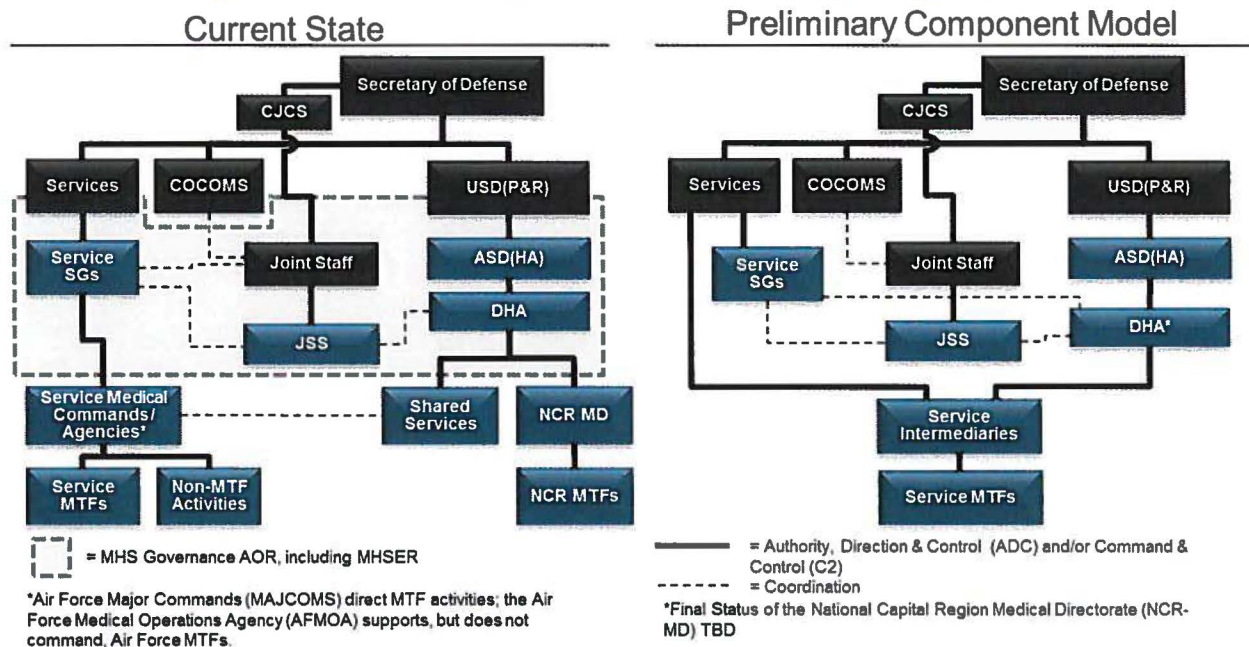 Current State
Secretary of Defense
CJCS
Services
COCOMS
USD(P&R)
Service
SGs
Joint Staff
ASD(HA)
DHA
JSS
Service Medical
Commands/
Agencies*
Shared
Services
NCR MD
Service
MTFs
Non-MTF
Activities
NCR MTFs
= MHS Governance AOR, including MHSER
*Air Force Major Commands (MAJCOMS) direct MTF activities; the Air
Force Medical Operations Agency (AFMOA) supports, but does not
command, Air Force MTFs.
Preliminary Component Model
Secretary of Defense
CJCS
Services
COCOMS
USD(P&R)
Service
SGs
Joint Staff
ASD(HA)
JSS
DHA*
Service
Intermediaries
Service MTFs
= Authority, Direction & Control (ADC) and/or Command &
Control (C2)
= Coordination
*Final Status of the National Capital Region Medical Directorate (NCR-
MD) TBD